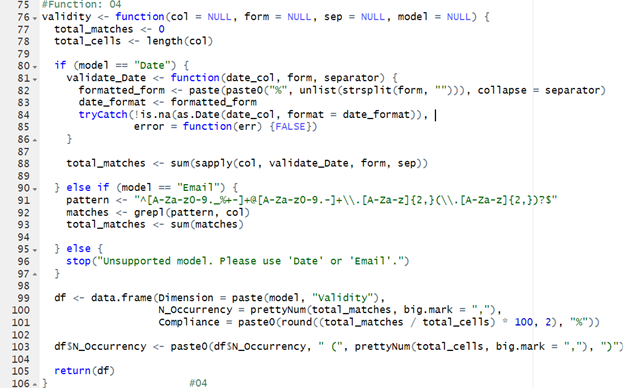 75 #Function: 04
76 validity <- function(col = NULL, form = NULL, sep = NULL, model = NULL) {
77 total_matches <- 0
78 total_cells <- length(col)
79
80 if (model == "Date") {
81 validate_Date <- function(date_col, form, separator) {
82 formatted_form <- paste(paste0("%", unlist(strsplit(form, ""))), collapse = separator)
83 date_format <- formatted_form
84 tryCatch(!is.na(as.Date(date_col, format = date_format)),
85 error = function(err) {FALSE})
86 }
87
88 total_matches <- sum(sapply(col, validate_Date, form, sep))
89
90 } else if (model == "Email") {
91 pattern <- "^[A-Za-z0-9._%+-]+@[A-Za-z0-9.-]+\\.[A-Za-z]{2,}(\\.[A-Za-z]{2,})?$"
92 matches <- grepl(pattern, col)
93 total_matches <- sum(matches)
94
95 } else {
96 stop("Unsupported model. Please use 'Date' or 'Email'.")
97 }
98
99 df <- data.frame(Dimension = paste(model, "Validity"),
100 N_Occurrency = prettyNum(total_matches, big.mark = ","),
101 Compliance = paste0(round((total_matches / total_cells) * 100, 2), "%"))
102
103 df$N_Occurrency <- paste0(df$N_Occurrency, " (", prettyNum(total_cells, big.mark = ","), ")")
104
105 return(df)
106 } #04